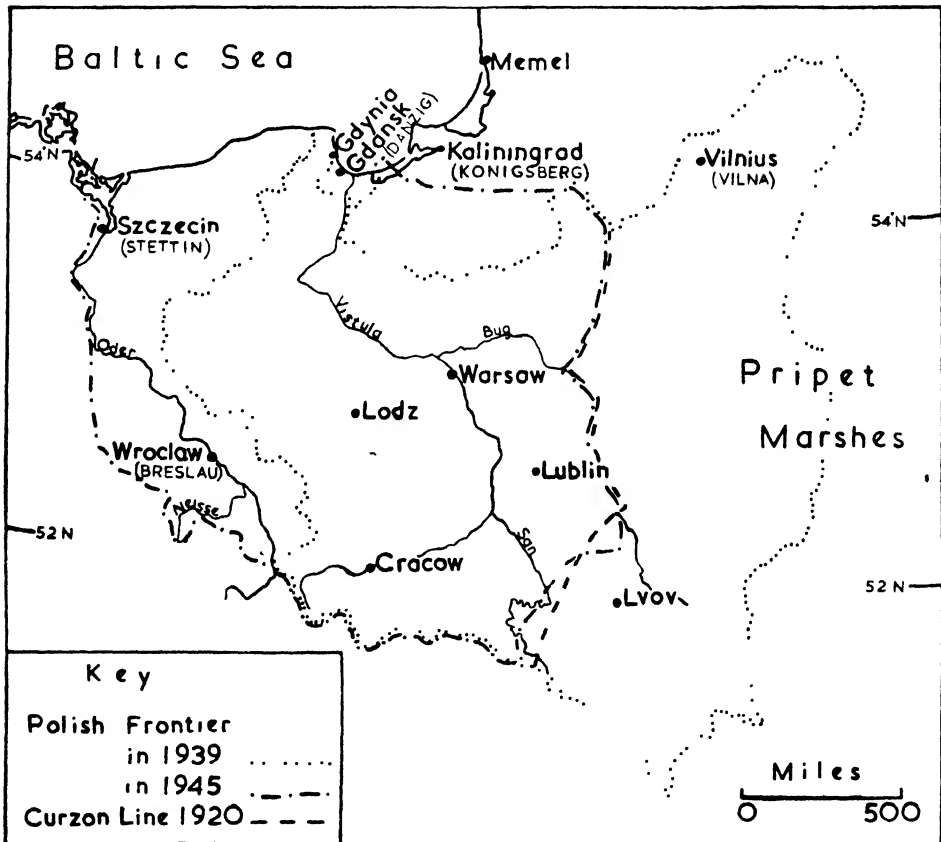 Baltic Sea
Memel
Gdynia
Gdansk
(DANZIG)
54°N
Kaliningrad
(KONIGSBERG)
Vilnius
(VILNA)
54°N
Szczecin
(STETTIN)
Vistula
Bug
Oder
Warsaw
Pripet
Marshes
Lodz
Wroclaw
(BRESLAU)
Lublin
Neisse
52 N
San
Cracow
52 N
Lvov
Key
Polish Frontier
in 1939
in 1945
Curzon Line 1920
Miles
0 500